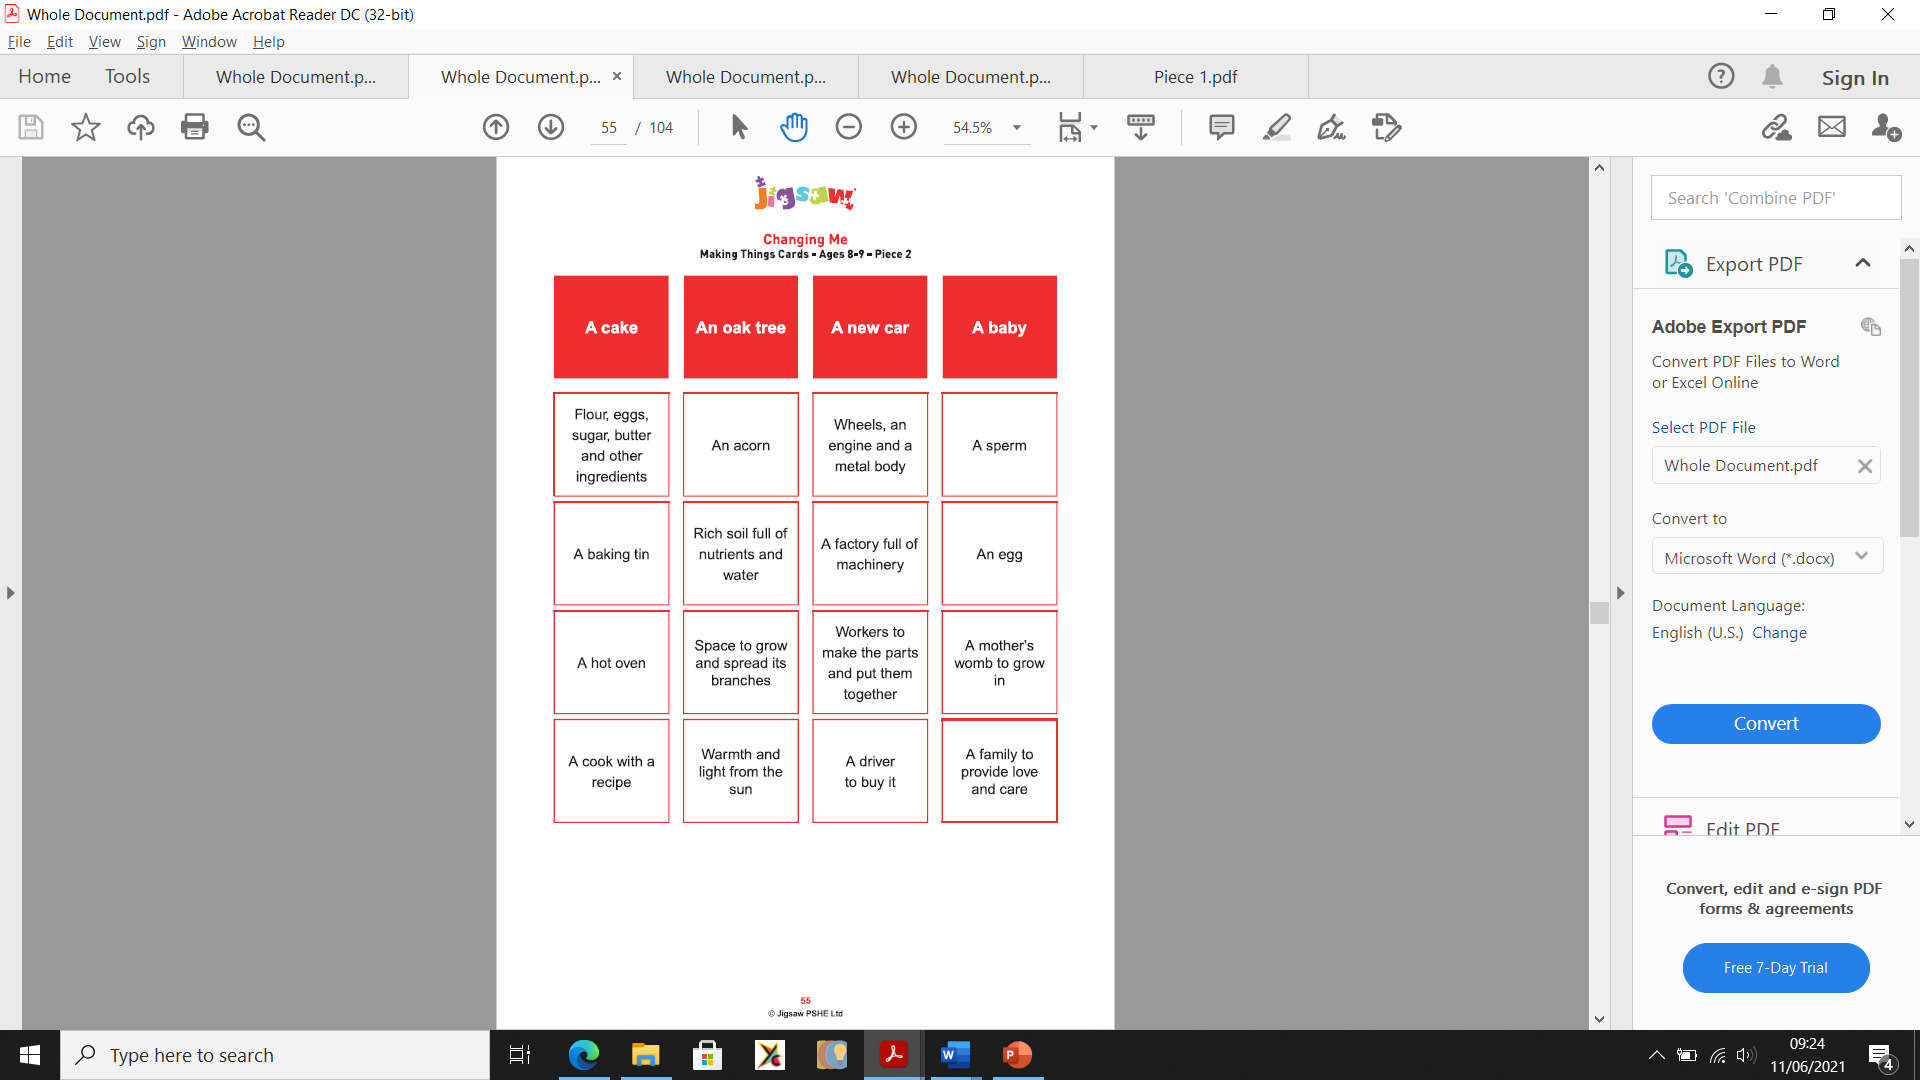 Whole Document.pdf - Adobe Acrobat Reader DC (32-bit)
File Edit View Sign Window Help
Home Tools Whole Document.p... Whole Document.p... × Whole Document.p... Whole Document.p... Piece 1.pdf Sign In
55 / 104 54.5%
Jigsaw
Changing Me
Making Things Cards - Ages 8-9 - Piece 2
A cake An oak tree A new car A baby
Flour, eggs,
sugar, butter
and other
ingredients
An acorn
Wheels, an
engine and a
metal body
A sperm
A baking tin
Rich soil full of
nutrients and
water
A factory full of
machinery
An egg
A hot oven
Space to grow
and spread its
branches
Workers to
make the parts
and put them
together
A mother's
womb to grow
in
A cook with a
recipe
Warmth and
light from the
sun
A driver
to buy it
A family to
provide love
and care
55
© Jigsaw PSHE Ltd
Search 'Combine PDF'
Export PDF
Adobe Export PDF
Convert PDF Files to Word
or Excel Online
Select PDF File
Whole Document.pdf
Convert to
Microsoft Word (*.docx)
Document Language:
English (U.S.) Change
Convert
Edit PDF
Convert, edit and e-sign PDF
forms & agreements
Free 7-Day Trial
Type here to search
09:24
11/06/2021
4